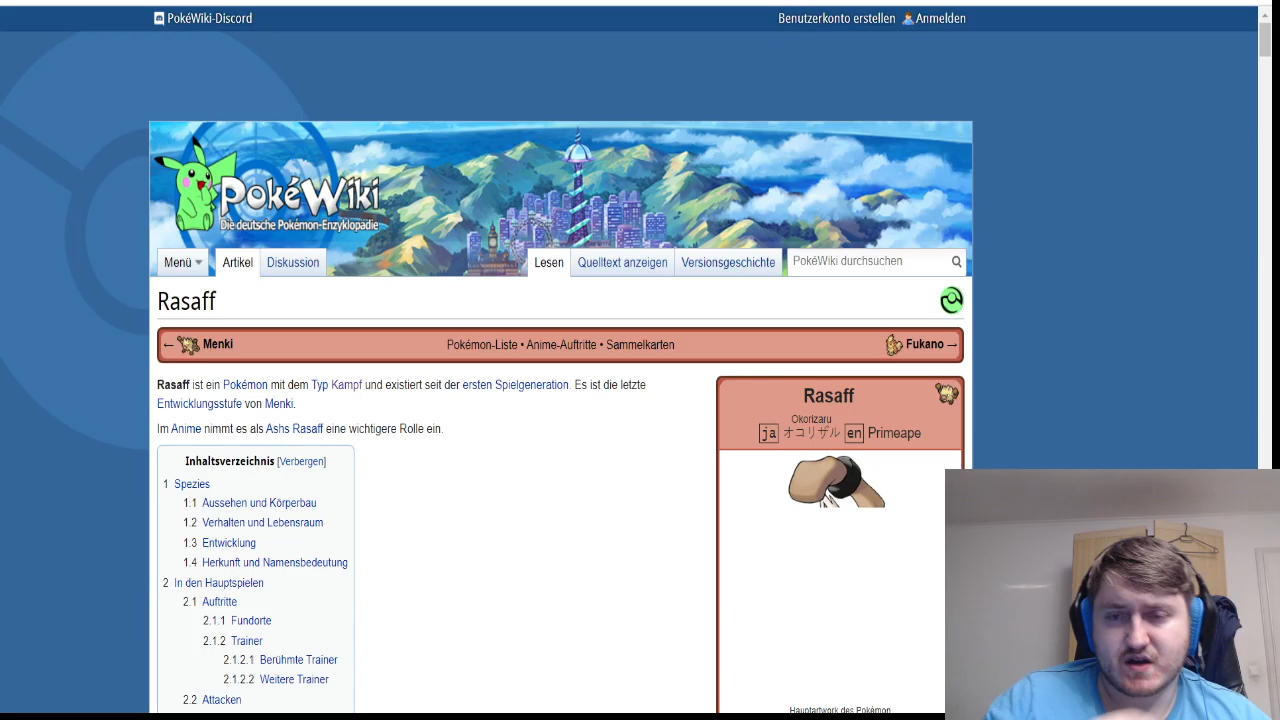 PokéWiki-Discord
Benutzerkonto erstellen Anmelden
PokéWiki
Die deutsche Pokémon-Enzyklopädie
Menü Artikel Diskussion Lesen Quelltext anzeigen Versionsgeschichte PokéWiki durchsuchen
Rasaff
← Menki Pokémon-Liste • Anime-Auftritte • Sammelkarten Fukano →
Rasaff ist ein Pokémon mit dem Typ Kampf und existiert seit der ersten Spielgeneration. Es ist die letzte
Entwicklungsstufe von Menki.
Im Anime nimmt es als Ashs Rasaff eine wichtigere Rolle ein.
Inhaltsverzeichnis [Verbergen]
1 Spezies
1.1 Aussehen und Körperbau
1.2 Verhalten und Lebensraum
1.3 Entwicklung
1.4 Herkunft und Namensbedeutung
2 In den Hauptspielen
2.1 Auftritte
2.1.1 Fundorte
2.1.2 Trainer
2.1.2.1 Berühmte Trainer
2.1.2.2 Weitere Trainer
2.2 Attacken
Rasaff
Okorizaru
ja オコリザル en Primeape
Hauptartwork des Pokémon